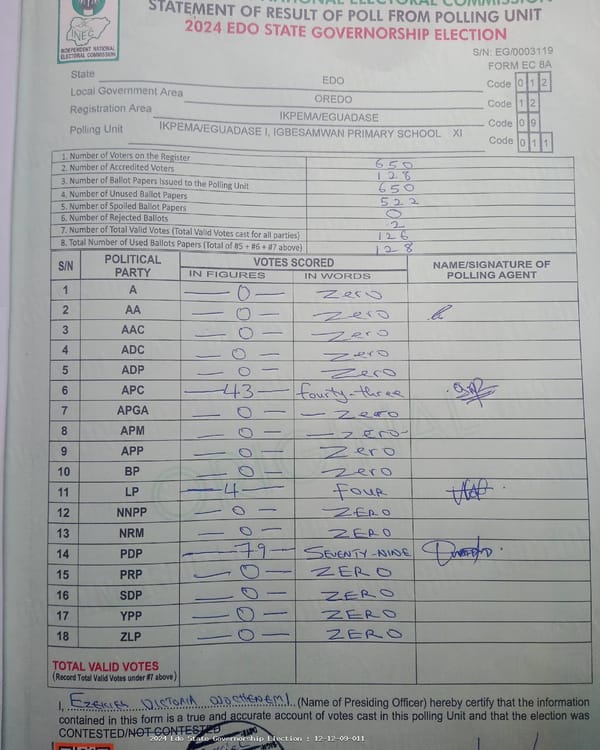 STATEMENT OF RESULT OF POLL FROM POLLING UNIT
2024 EDO STATE GOVERNORSHIP ELECTION
INEC
INDEPENDENT NATIONAL
ELECTORAL COMMISSION
S/N: EG/0003119
FORM EC 8A
State EDO Code 0 1 2
Local Government Area OREDO Code 1 2
Registration Area IKPEMA/EGUADASE Code 0 9
Polling Unit IKPEMA/EGUADASE I, IGBESAMWAN PRIMARY SCHOOL XI Code 0 1 1
1. Number of Voters on the Register 650
2. Number of Accredited Voters 128
3. Number of Ballot Papers Issued to the Polling Unit 650
4. Number of Unused Ballot Papers 522
5. Number of Spoiled Ballot Papers 0
6. Number of Rejected Ballots 2
7. Number of Total Valid Votes (Total Valid Votes cast for all parties) 126
8. Total Number of Used Ballots Papers (Total of #5 + #6 + #7 above) 128
S/N POLITICAL PARTY VOTES SCORED NAME/SIGNATURE OF POLLING AGENT
IN FIGURES IN WORDS
1 A — 0 — Zero
2 AA — 0 — Zero
3 AAC — 0 — Zero
4 ADC — 0 — Zero
5 ADP — 0 — Zero
6 APC — 43 — fourty-three
7 APGA — 0 — — Zero
8 APM — 0 — — zero-
9 APP — 0 — Zero
10 BP — 0 — Zero
11 LP — 4 — FOUR
12 NNPP — 0 — ZERO
13 NRM — 0 — ZERO
14 PDP — 79 — SEVENTY-NINE
15 PRP — 0 — ZERO
16 SDP — 0 — ZERO
17 YPP — 0 — ZERO
18 ZLP — 0 — ZERO
TOTAL VALID VOTES
(Record Total Valid Votes under #7 above)
I, (Name of Presiding Officer) hereby certify that the information
contained in this form is a true and accurate account of votes cast in this polling Unit and that the election was
CONTESTED/NOT CONTESTED
2024 Edo State Governorship Election : 12-12-09-011